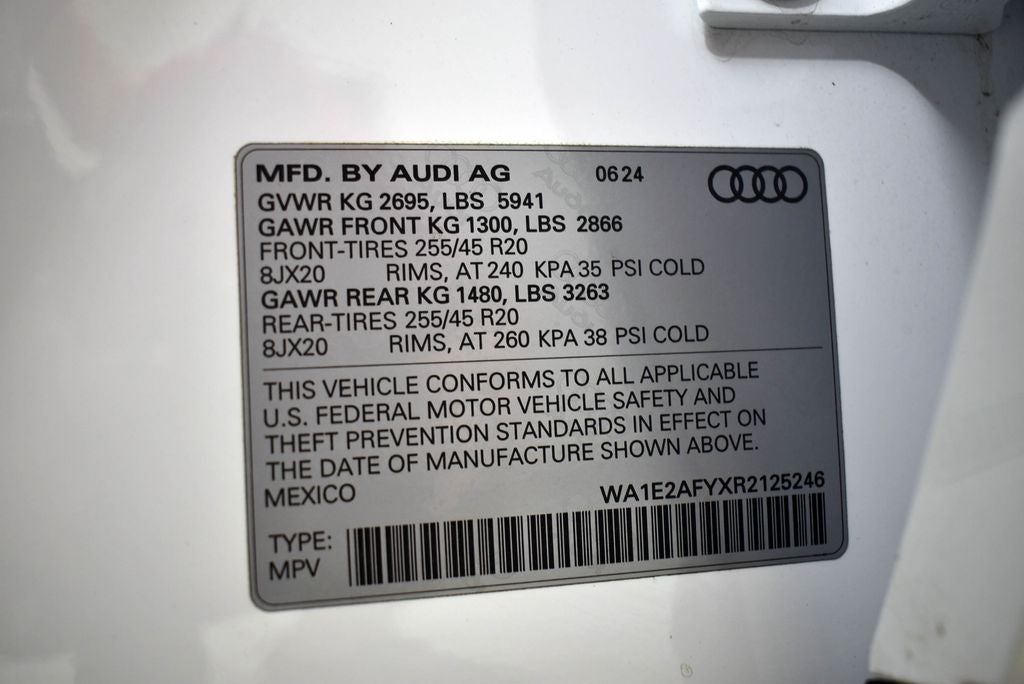 MFD. BY AUDI AG 06 24
GVWR KG 2695, LBS 5941
GAWR FRONT KG 1300, LBS 2866
FRONT-TIRES 255/45 R20
8JX20 RIMS, AT 240 KPA 35 PSI COLD
GAWR REAR KG 1480, LBS 3263
REAR-TIRES 255/45 R20
8JX20 RIMS, AT 260 KPA 38 PSI COLD
THIS VEHICLE CONFORMS TO ALL APPLICABLE
U.S. FEDERAL MOTOR VEHICLE SAFETY AND
THEFT PREVENTION STANDARDS IN EFFECT ON
THE DATE OF MANUFACTURE SHOWN ABOVE.
MEXICO WA1E2AFYXR2125246
TYPE:
MPV